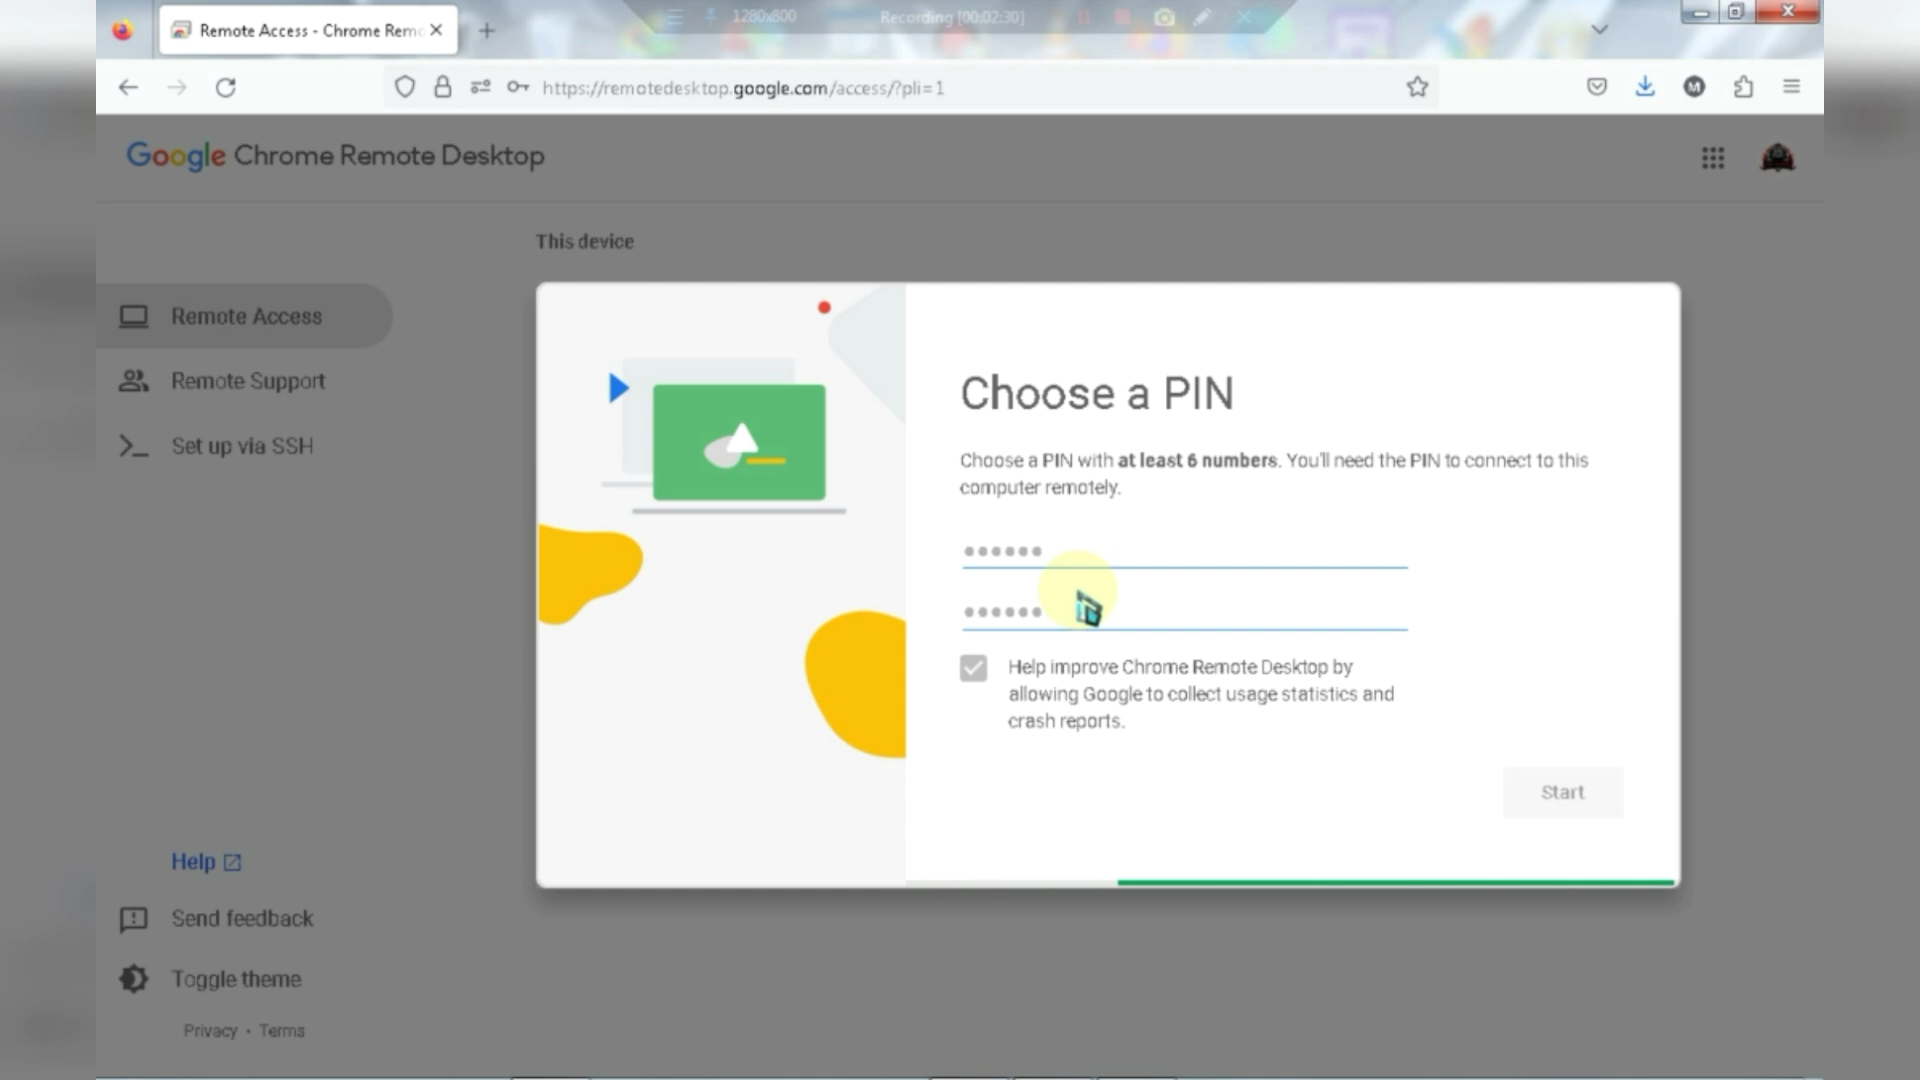 1280x800
Recording [00:02:30]
Remote Access - Chrome Remo
https://remotedesktop.google.com/access/?pli=1
M
Google Chrome Remote Desktop
This device
Remote Access
Remote Support
Set up via SSH
Choose a PIN
Choose a PIN with at least 6 numbers. You'll need the PIN to connect to this
computer remotely.
Help improve Chrome Remote Desktop by
allowing Google to collect usage statistics and
crash reports.
Start
Help
Send feedback
Toggle theme
Privacy • Terms